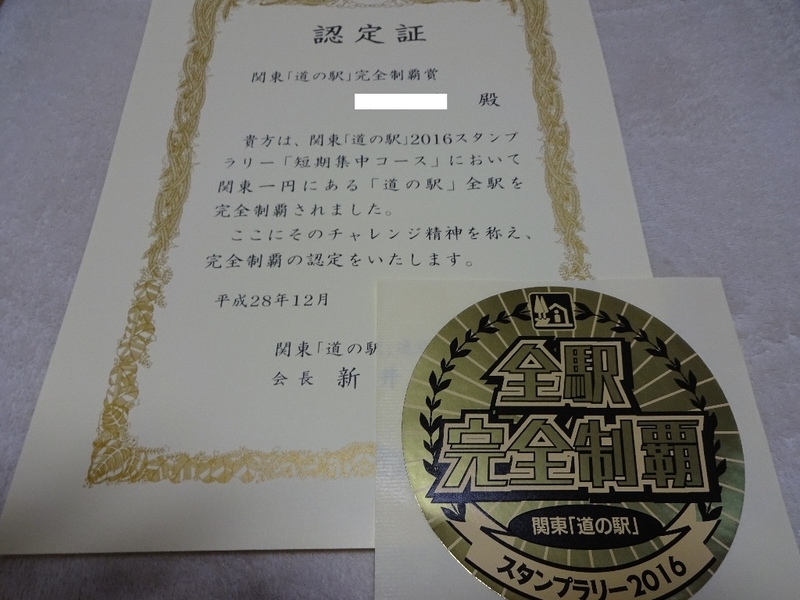 認定証
関東「道の駅」完全制覇賞
殿
貴方は、関東「道の駅」2016スタンプ
ラリー「短期集中コース」において
関東一円にある「道の駅」全駅を
完全制覇されました。
ここにそのチャレンジ精神を称え、
完全制覇の認定をいたします。
平成28年12月
関東「道の駅
会長 新井
全駅
完全制覇
関東「道の駅」
スタンプラリー2016